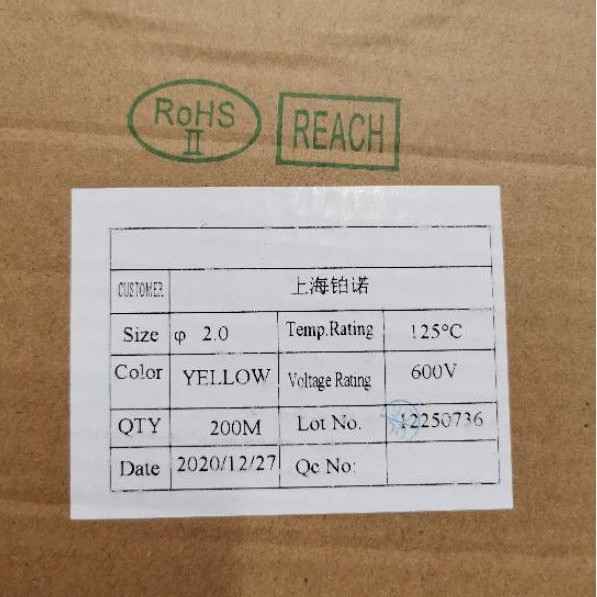 RoHS
II
REACH
CUSTOMER 上海铂诺
Size φ 2.0 Temp.Rating 125°C
Color YELLOW Voltage Rating 600V
QTY 200M Lot No. 12250736
Date 2020/12/27 Qc No: